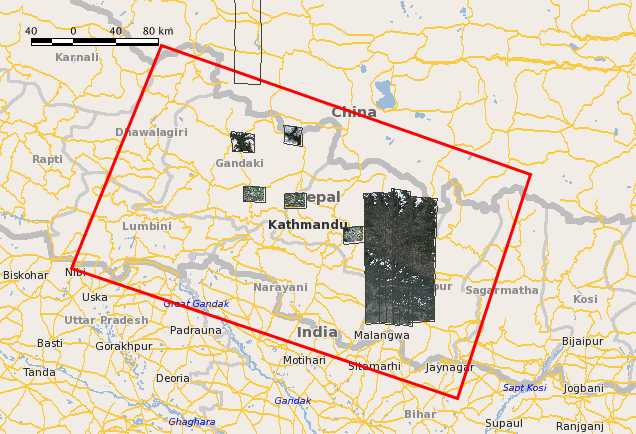 40 0 40 80 km
Karnali
China
Dhawalagiri
Rapti
Gandaki
epal
Kathmandu
Lumbini
Biskohar
Nibi
Narayani
pur
Sagarmatha
Uska
Great Gandak
Kosi
Uttar Pradesh
Padrauna
India
Malangwa
Basti
Gorakhpur
Bijaipur
Motihari
Sitamarhi
Jaynagar
Tanda
Deoria
Sapt Kosi
Jogbani
Gandak
Bihar
Ghaghara
Supaul
Ranjganj